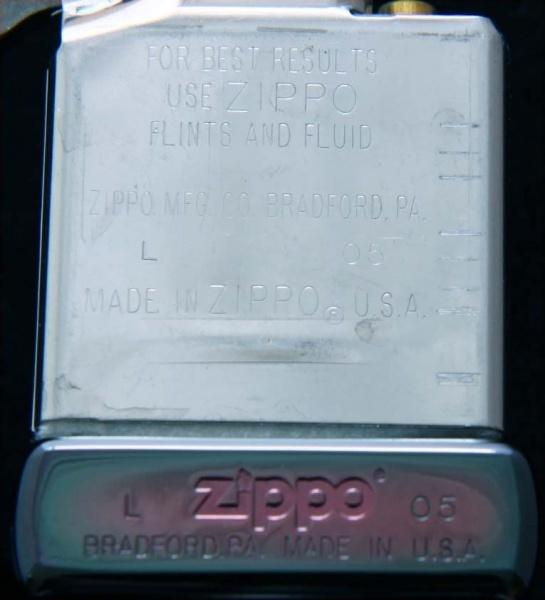 FOR BEST RESULTS
USE ZIPPO
FLINTS AND FLUID
ZIPPO MFG. CO. BRADFORD, PA.
L 05
MADE IN ZIPPO® U.S.A.
L zippo® 05
BRADFORD, PA. MADE IN U.S.A.